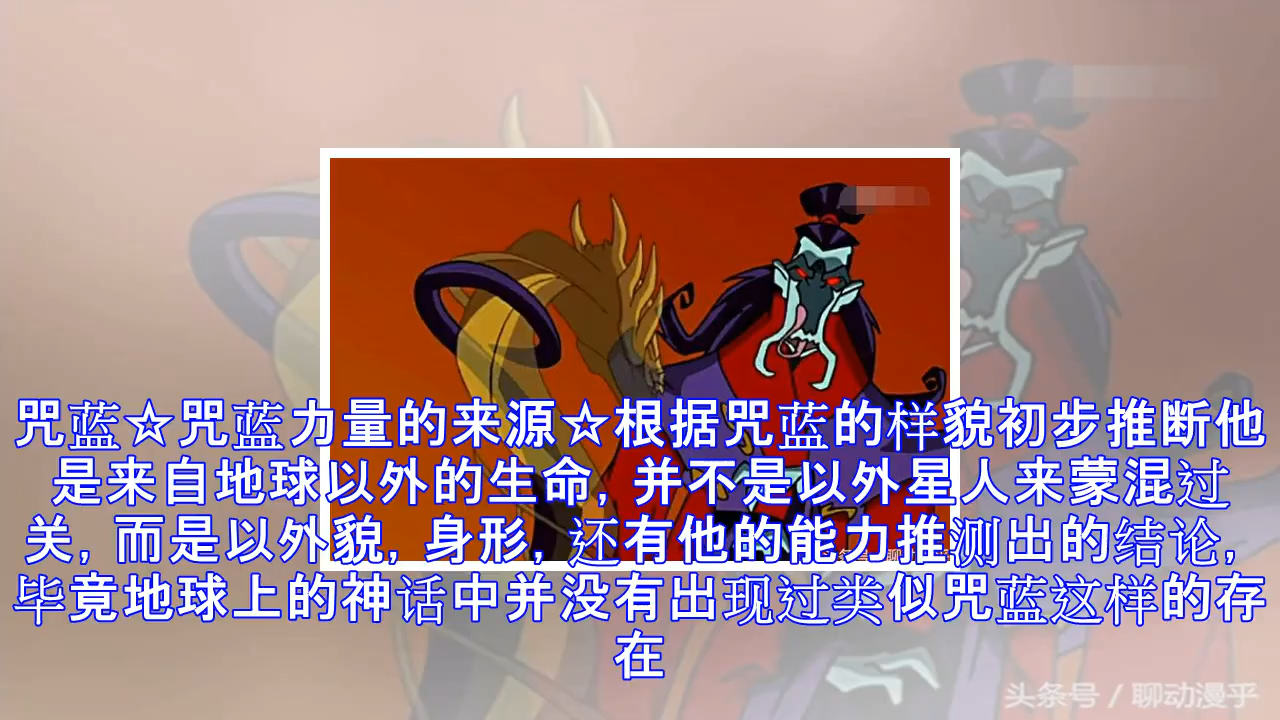 咒蓝☆咒蓝力量的来源☆根据咒蓝的样貌初步推断他
是来自地球以外的生命, 并不是以外星人来蒙混过
关, 而是以外貌, 身形, 还有他的能力推测出的结论,
毕竟地球上的神话中并没有出现过类似咒蓝这样的存
在
头条号 / 聊动漫乎